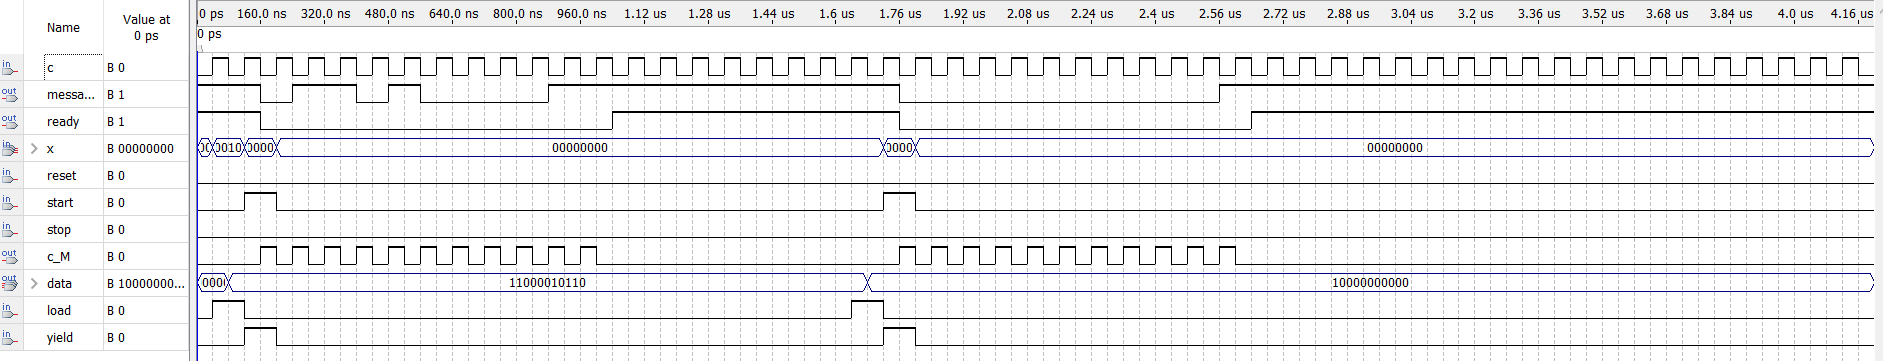 Name
Value at
0 ps
0 ps 160.0 ns 320.0 ns 480.0 ns 640.0 ns 800.0 ns 960.0 ns 1.12 us 1.28 us 1.44 us 1.6 us 1.76 us 1.92 us 2.08 us 2.24 us 2.4 us 2.56 us 2.72 us 2.88 us 3.04 us 3.2 us 3.36 us 3.52 us 3.68 us 3.84 us 4.0 us 4.16 us
0 ps
in c B 0
out messa... B 1
out ready B 1
in x B 00000000 0010 0000 00000000 0000 00000000
in reset B 0
in start B 0
in stop B 0
out c_M B 0
out data B 10000000... 000 11000010110 10000000000
in load B 0
in yield B 0